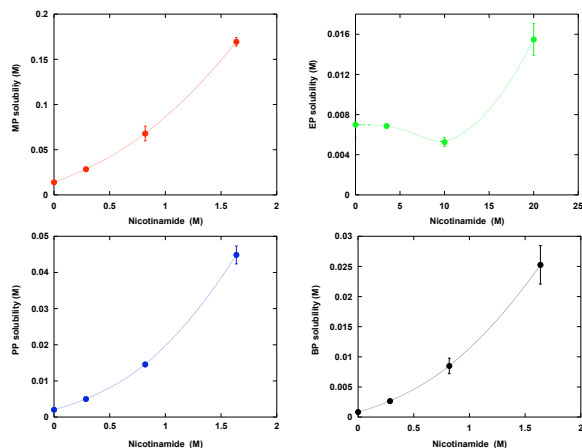 0.2
0.15
0.1
0.05
0
MP solubiliy (M)
0 0.5 1 1.5 2
Nicotinamide (M)
0.016
0.012
0.008
0.004
0
EP solubility (M)
0 5 10 15 20 25
Nicotinamide (M)
0.05
0.04
0.03
0.02
0.01
0
PP solubility (M)
0 0.5 1 1.5 2
Nicotinamide (M)
0.03
0.025
0.02
0.015
0.01
0.005
0
BP solubility (M)
0 0.5 1 1.5 2
Nicotinamide (M)